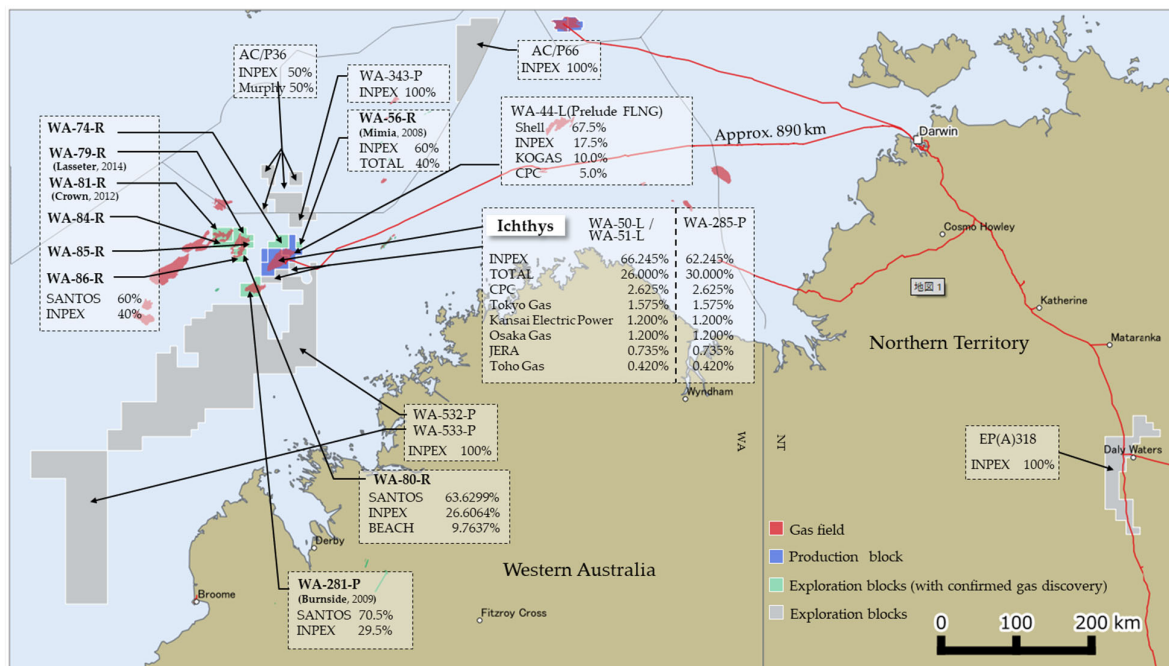 AC/P36
INPEX 50%
Murphy 50%
WA-343-P
INPEX 100%
AC/P66
INPEX 100%
WA-74-R
WA-79-R
(Lasseter, 2014)
WA-81-R
(Crown, 2012)
WA-84-R
WA-85-R
WA-86-R
SANTOS 60%
INPEX 40%
WA-56-R
(Mimia, 2008)
INPEX 60%
TOTAL 40%
WA-44-L(Prelude FLNG)
Shell 67.5%
INPEX 17.5%
KOGAS 10.0%
CPC 5.0%
Approx. 890 km
Darwin
Ichthys WA-50-L / WA-285-P
WA-51-L
INPEX 66.245% 62.245%
TOTAL 26.000% 30.000%
CPC 2.625% 2.625%
Tokyo Gas 1.575% 1.575%
Kansai Electric Power 1.200% 1.200%
Osaka Gas 1.200% 1.200%
JERA 0.735% 0.735%
Toho Gas 0.420% 0.420%
Cosmo Howley
地図 1
Katherine
Mataranka
Northern Territory
Wyndham
WA
NT
WA-532-P
WA-533-P
INPEX 100%
EP(A)318
INPEX 100%
Daly Waters
WA-80-R
SANTOS 63.6299%
INPEX 26.6064%
BEACH 9.7637%
Derby
Western Australia
WA-281-P
(Burnside, 2009)
SANTOS 70.5%
INPEX 29.5%
Broome
Fitzroy Cross
Gas field
Production block
Exploration blocks (with confirmed gas discovery)
Exploration blocks
0 100 200 km